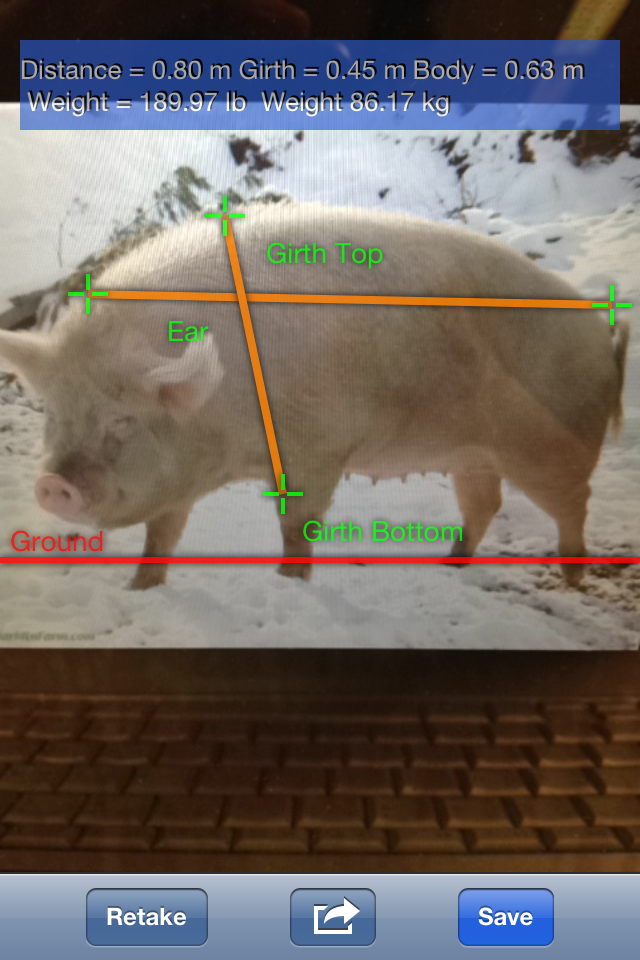 Distance = 0.80 m Girth = 0.45 m Body = 0.63 m
Weight = 189.97 lb Weight 86.17 kg
Girth Top
Ear
Girth Bottom
Ground
Retake
Save